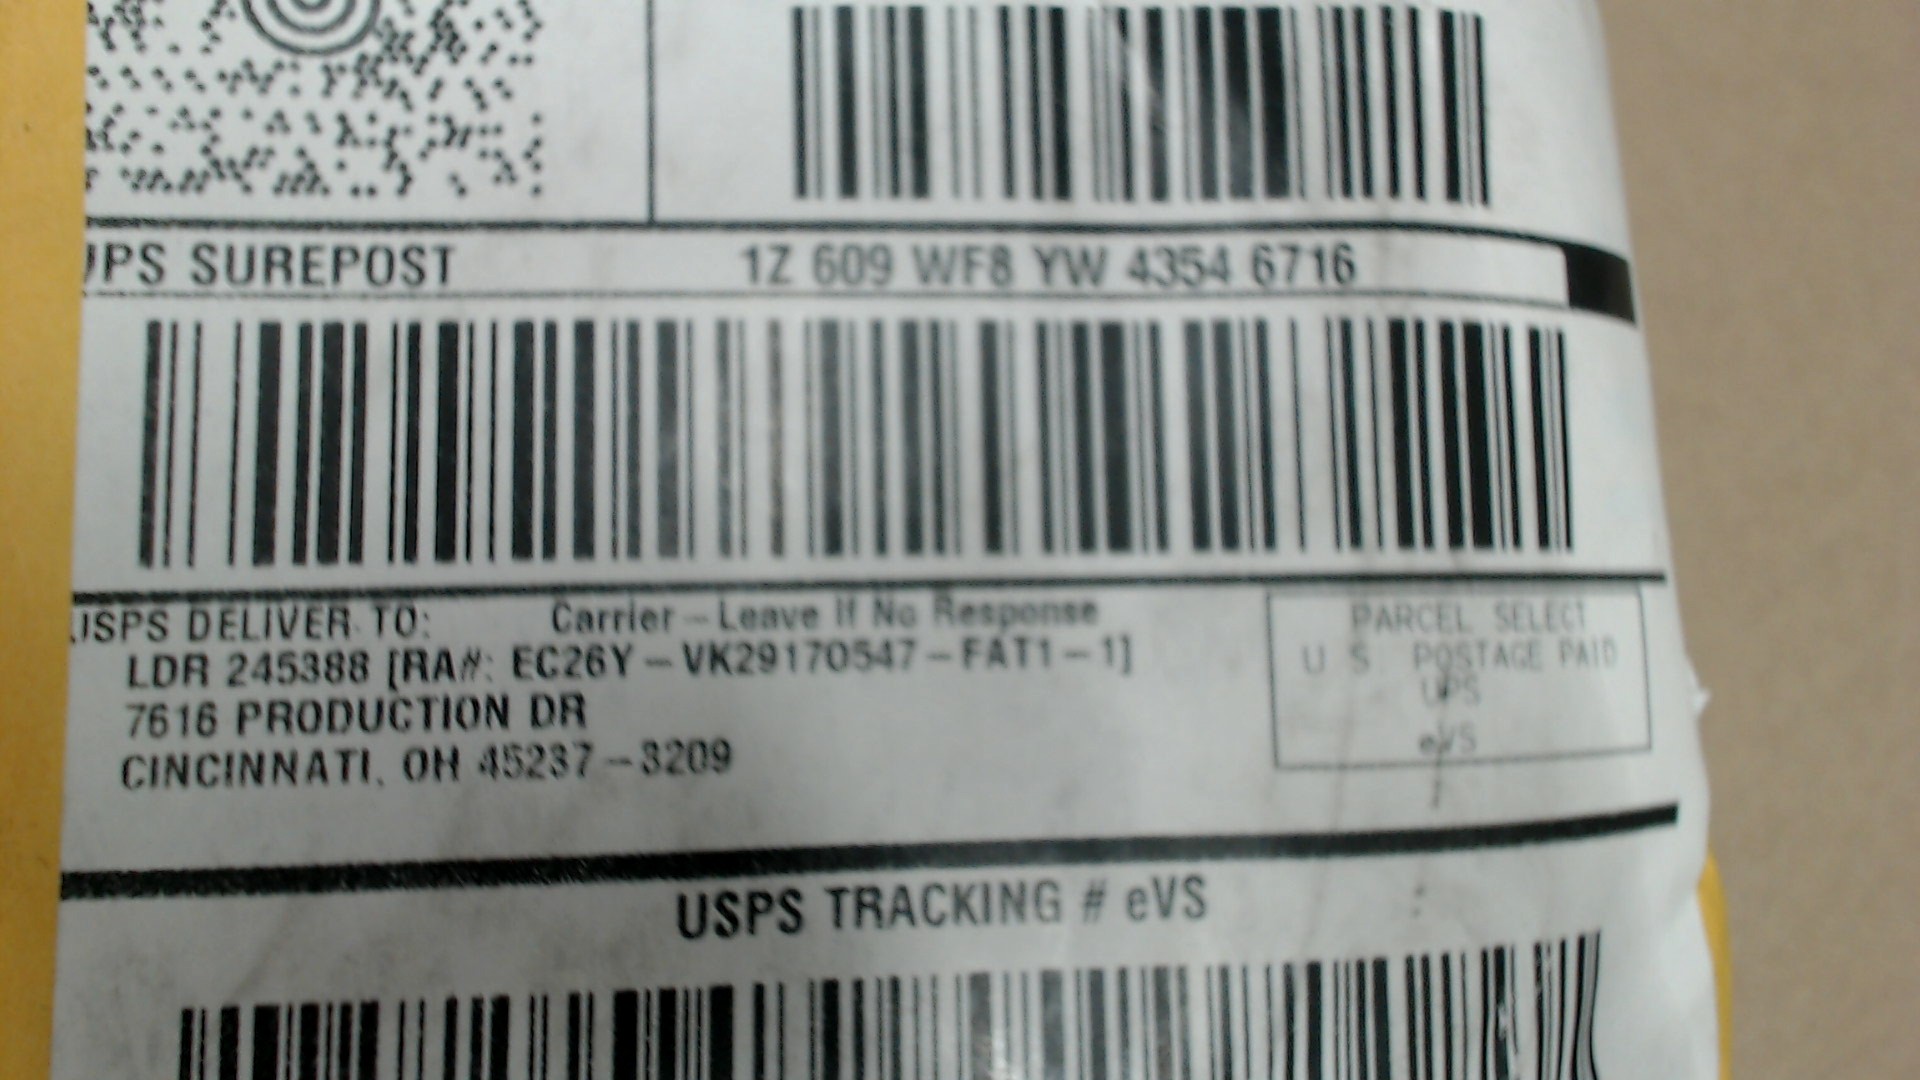 UPS SUREPOST 1Z 609 WF8 YW 4354 6716
USPS DELIVER TO: Carrier - Leave If No Response
LDR 245388 [RA#: EC26Y-VK29170547-FAT1-1]
7616 PRODUCTION DR
CINCINNATI, OH 45237-3209
PARCEL SELECT
U S POSTAGE PAID
UPS
eVS
USPS TRACKING # eVS